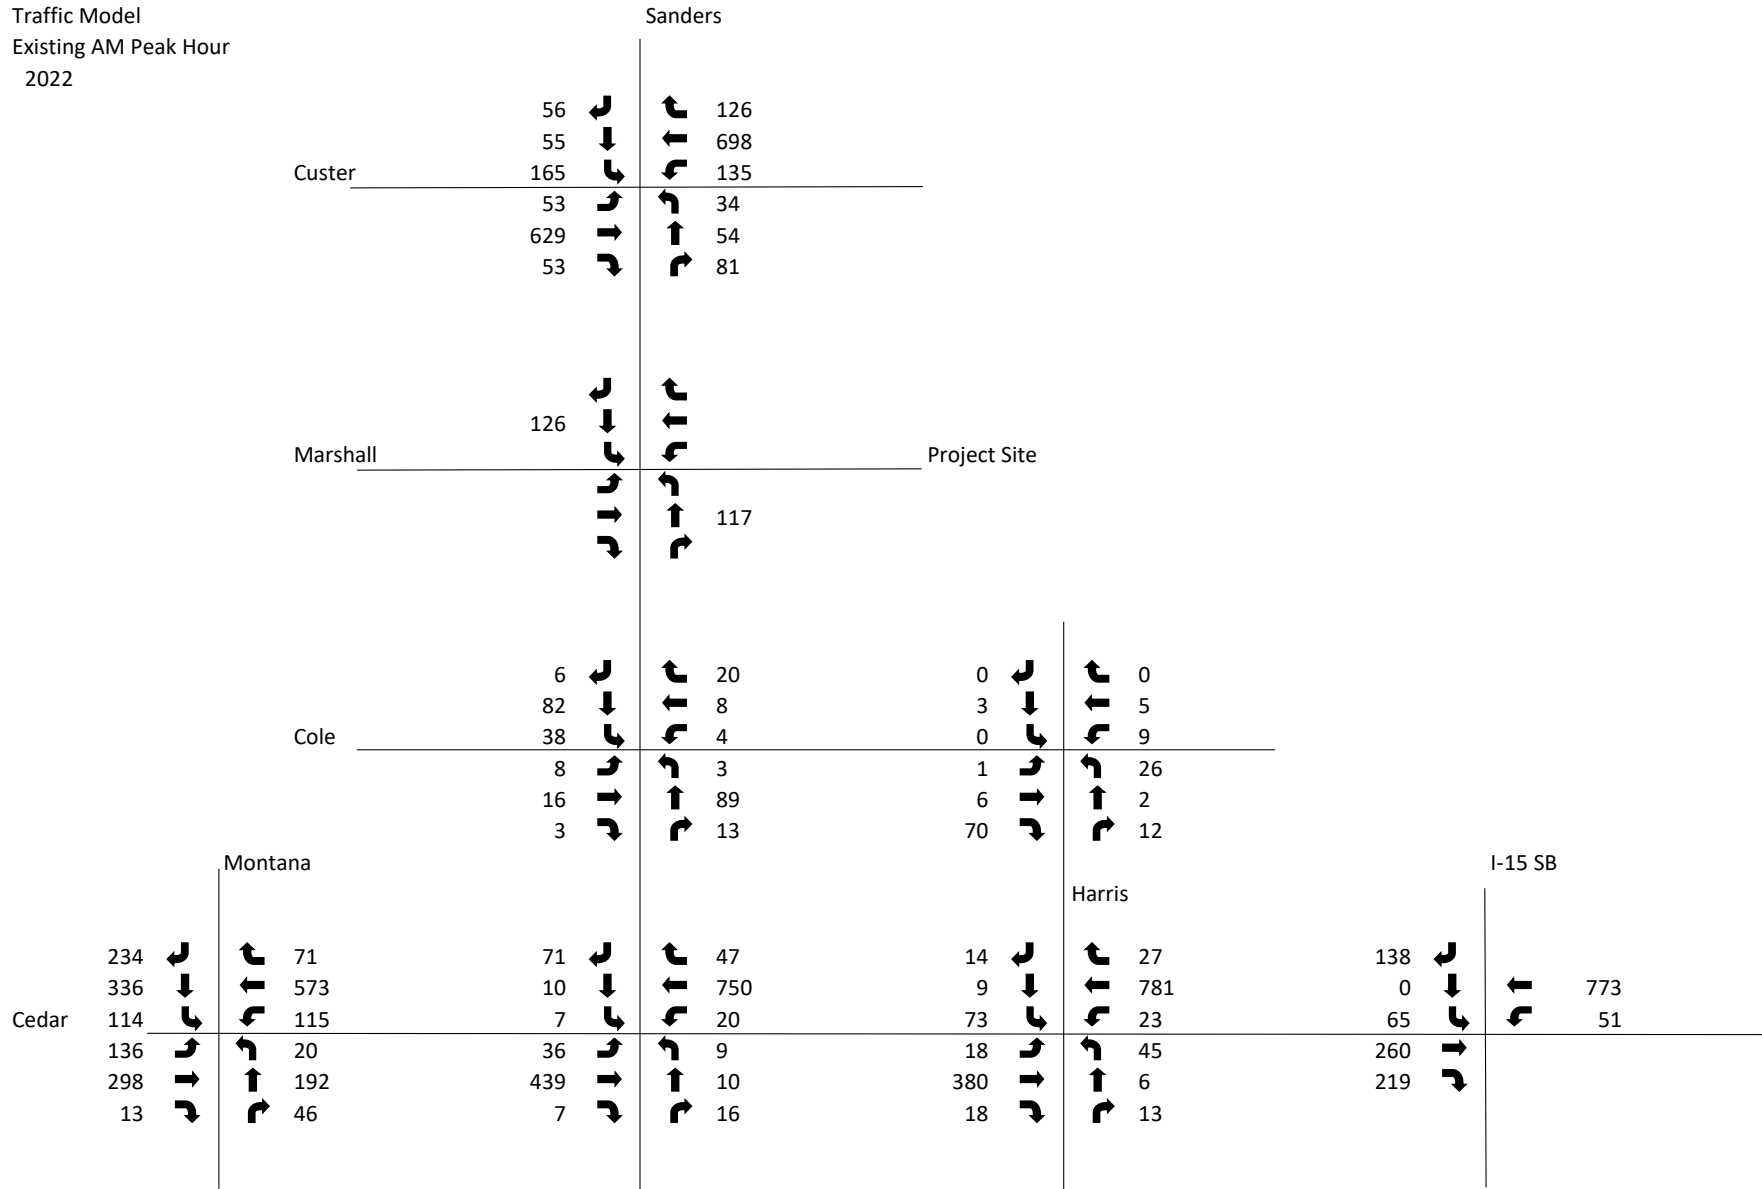 Traffic Model Sanders
Existing AM Peak Hour
2022
56 126
55 698
Custer 165 135
53 34
629 54
53 81
126
Marshall Project Site
117
6 20 0 0
82 8 3 5
Cole 38 4 0 9
8 3 1 26
16 89 6 2
3 13 70 12
Montana I-15 SB
Harris
234 71 71 47 14 27 138
336 573 10 750 9 781 0 773
Cedar 114 115 7 20 73 23 65 51
136 20 36 9 18 45 260
298 192 439 10 380 6 219
13 46 7 16 18 13